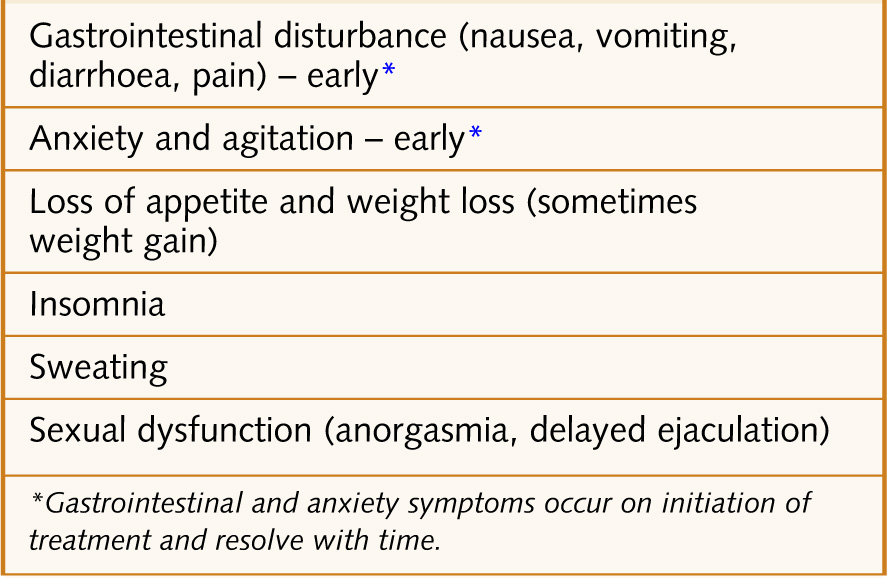 Gastrointestinal disturbance (nausea, vomiting,
diarrhoea, pain) – early*
Anxiety and agitation – early*
Loss of appetite and weight loss (sometimes
weight gain)
Insomnia
Sweating
Sexual dysfunction (anorgasmia, delayed ejaculation)
*Gastrointestinal and anxiety symptoms occur on initiation of
treatment and resolve with time.